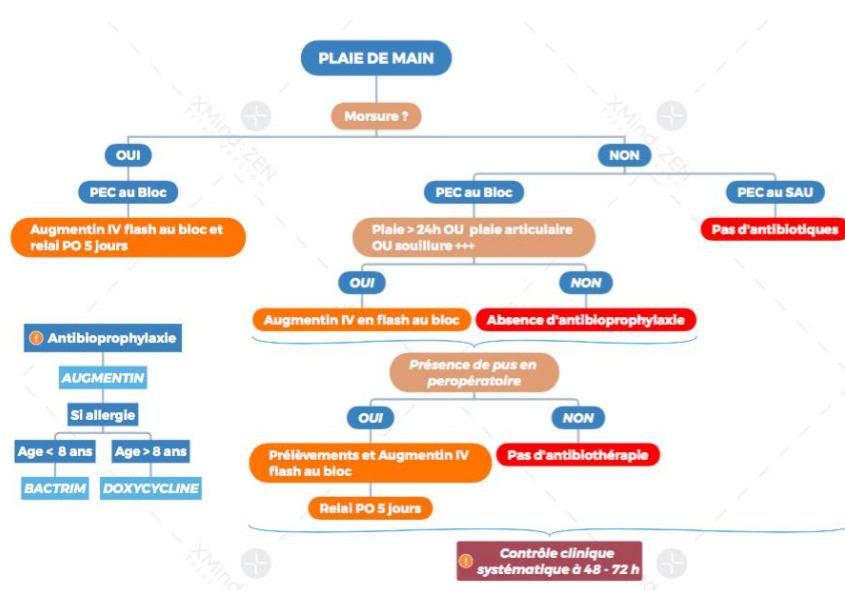 PLAIE DE MAIN
Morsure ?
OUI
NON
PEC au Bloc
PEC au Bloc
PEC au SAU
Augmentin IV flash au bloc et
relai PO 5 jours
Plaie > 24h OU plaie articulaire
OU souillure +++
Pas d'antibiotiques
OUI
NON
Augmentin IV en flash au bloc
Absence d'antibioprophylaxie
Antibioprophylaxie
AUGMENTIN
Si allergie
Age < 8 ans
Age > 8 ans
BACTRIM
DOXYCYCLINE
Présence de pus en
peropératoire
OUI
NON
Prélèvements et Augmentin IV
flash au bloc
Pas d'antibiothérapie
Relai PO 5 jours
Contrôle clinique
systématique à 48 - 72 h
XMind:ZEN
XMind:ZEN